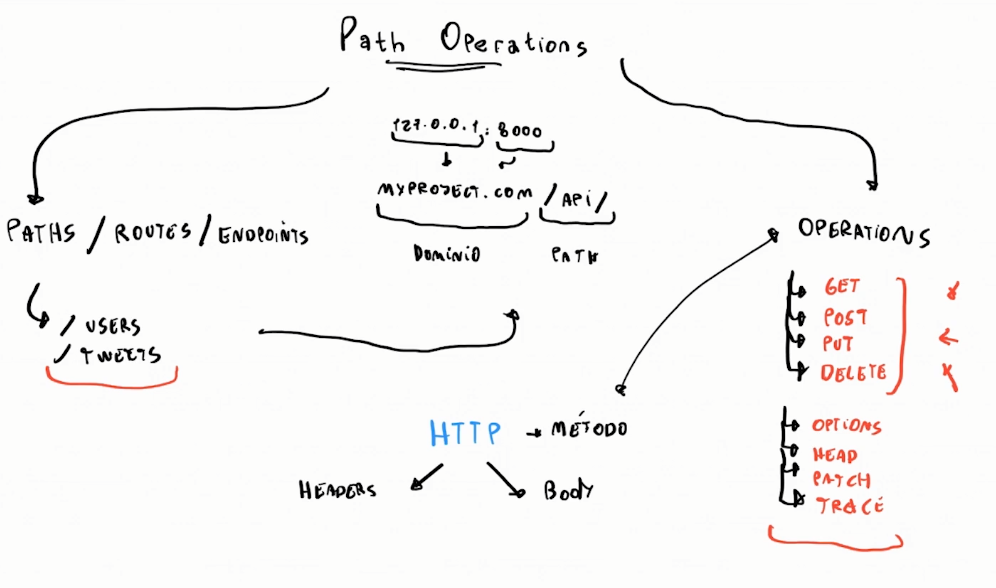 Path Operations
127.0.0.1 : 8000
MYPROJECT.COM /API/
DOMINIO PATH
PATHS / ROUTES / ENDPOINTS
/ USERS
/ TWEETS
OPERATIONS
GET
POST
PUT
DELETE
OPTIONS
HEAD
PATCH
TRACE
HTTP → MÉTODO
HEADERS BODY